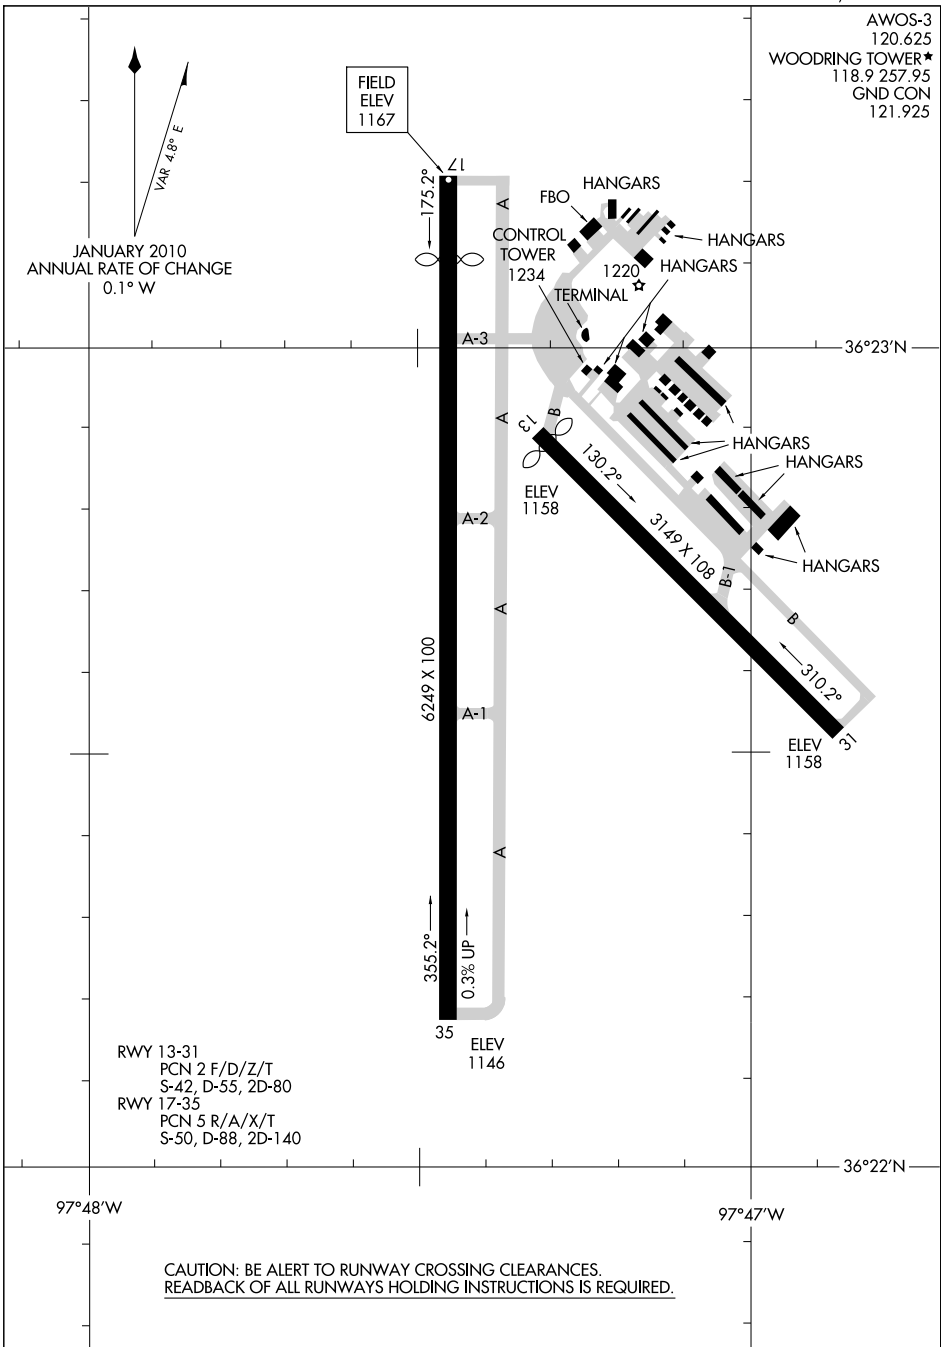 AWOS-3
120.625
WOODRING TOWER★
118.9 257.95
GND CON
121.925
FIELD
ELEV
1167
VAR 4.8° E
JANUARY 2010
ANNUAL RATE OF CHANGE
0.1° W
17
175.2°
A
HANGARS
FBO
CONTROL
TOWER
1234
HANGARS
1220
HANGARS
TERMINAL
A-3
36°23'N
A
B
13
HANGARS
HANGARS
130.2°
ELEV
1158
A-2
3149 X 108
HANGARS
B-1
A
B
6249 X 100
310.2°
A-1
31
ELEV
1158
A
355.2°
0.3% UP
35
ELEV
1146
RWY 13-31
PCN 2 F/D/Z/T
S-42, D-55, 2D-80
RWY 17-35
PCN 5 R/A/X/T
S-50, D-88, 2D-140
36°22'N
97°48'W
97°47'W
CAUTION: BE ALERT TO RUNWAY CROSSING CLEARANCES.
READBACK OF ALL RUNWAYS HOLDING INSTRUCTIONS IS REQUIRED.